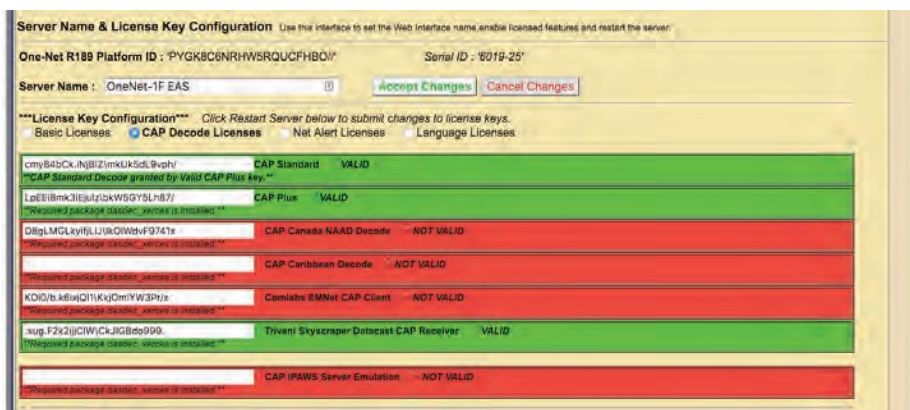 Server Name & License Key Configuration Use this interface to set the Web Interface name, enable licensed features and restart the server.
One-Net R189 Platform ID : 'PYGK8C6NRHW5RQUCFHBO//' Serial ID : '6019-25'
Server Name : OneNet-1F EAS Accept Changes Cancel Changes
***License Key Configuration*** Click Restart Server below to submit changes to license keys.
Basic Licenses CAP Decode Licenses Net Alert Licenses Language Licenses
CAP Standard VALID
**CAP Standard Decode granted by Valid CAP Plus key.**
CAP Plus VALID
**Required package dasdec_xerces is installed.**
CAP Canada NAAD Decode NOT VALID
**Required package dasdec_xerces is installed.**
CAP Caribbean Decode NOT VALID
**Required package dasdec_xerces is installed.**
Comlabs EMNet CAP Client NOT VALID
**Required package dasdec_xerces is installed.**
Triveni Skyscraper Datacast CAP Receiver VALID
**Required package dasdec_xerces is installed.**
CAP IPAWS Server Emulation NOT VALID
**Required package dasdec_xerces is installed.**